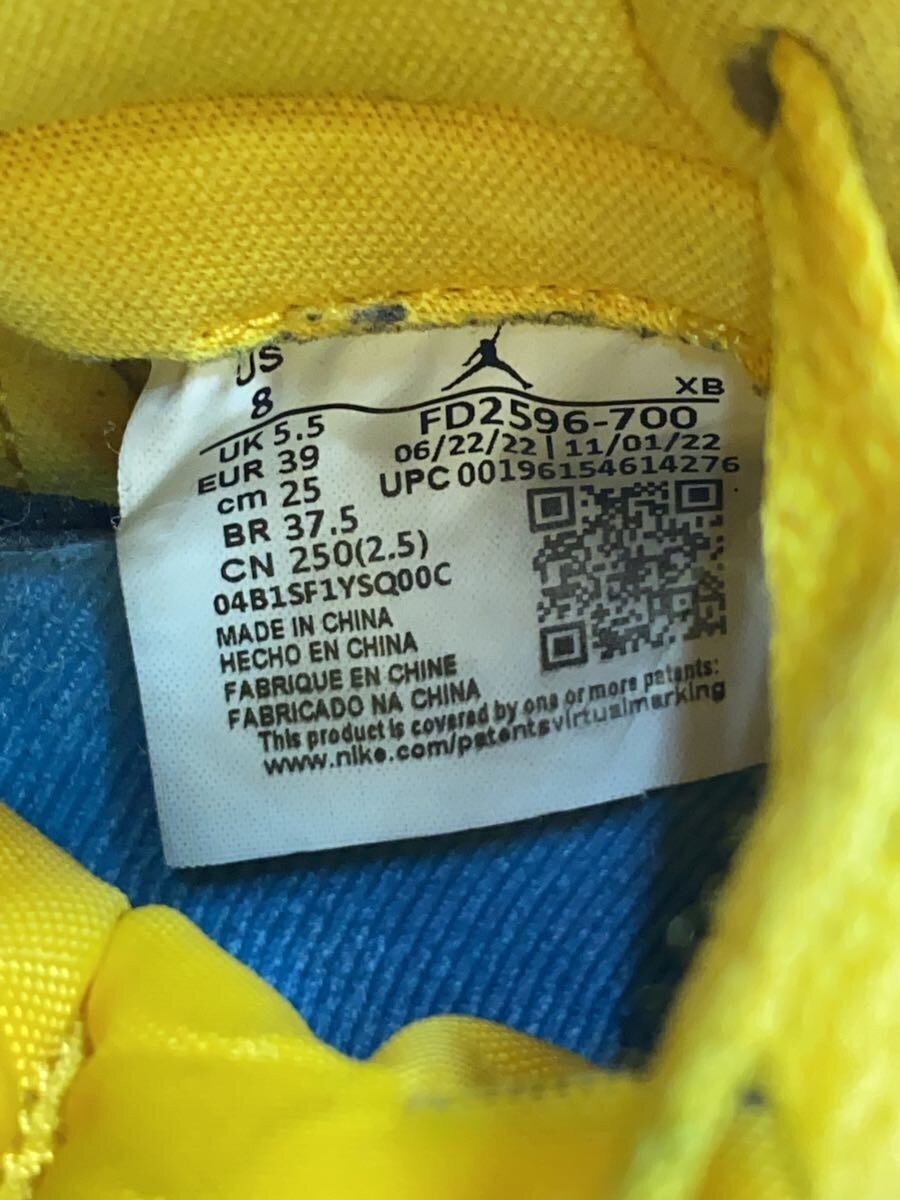 US
8
XB
UK 5.5
FD2596-700
EUR 39
06/22/22 | 11/01/22
cm 25
UPC 00196154614276
BR 37.5
CN 250(2.5)
04B1SF1YSQ00C
MADE IN CHINA
HECHO EN CHINA
FABRIQUE EN CHINE
FABRICADO NA CHINA
This product is covered by one or more patents:
www.nike.com/patentsvirtualmarking